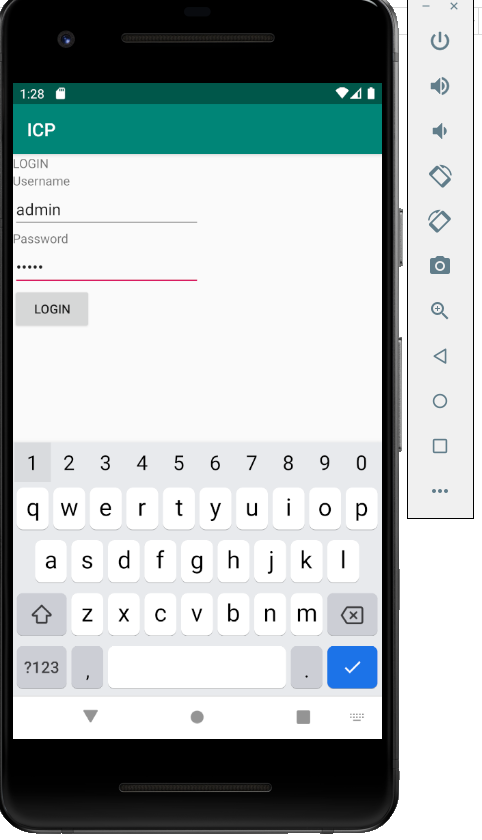 1:28
ICP
LOGIN
Username
admin
Password
•••••
LOGIN
1 2 3 4 5 6 7 8 9 0
q w e r t y u i o p
a s d f g h j k l
z x c v b n m
?123 , .